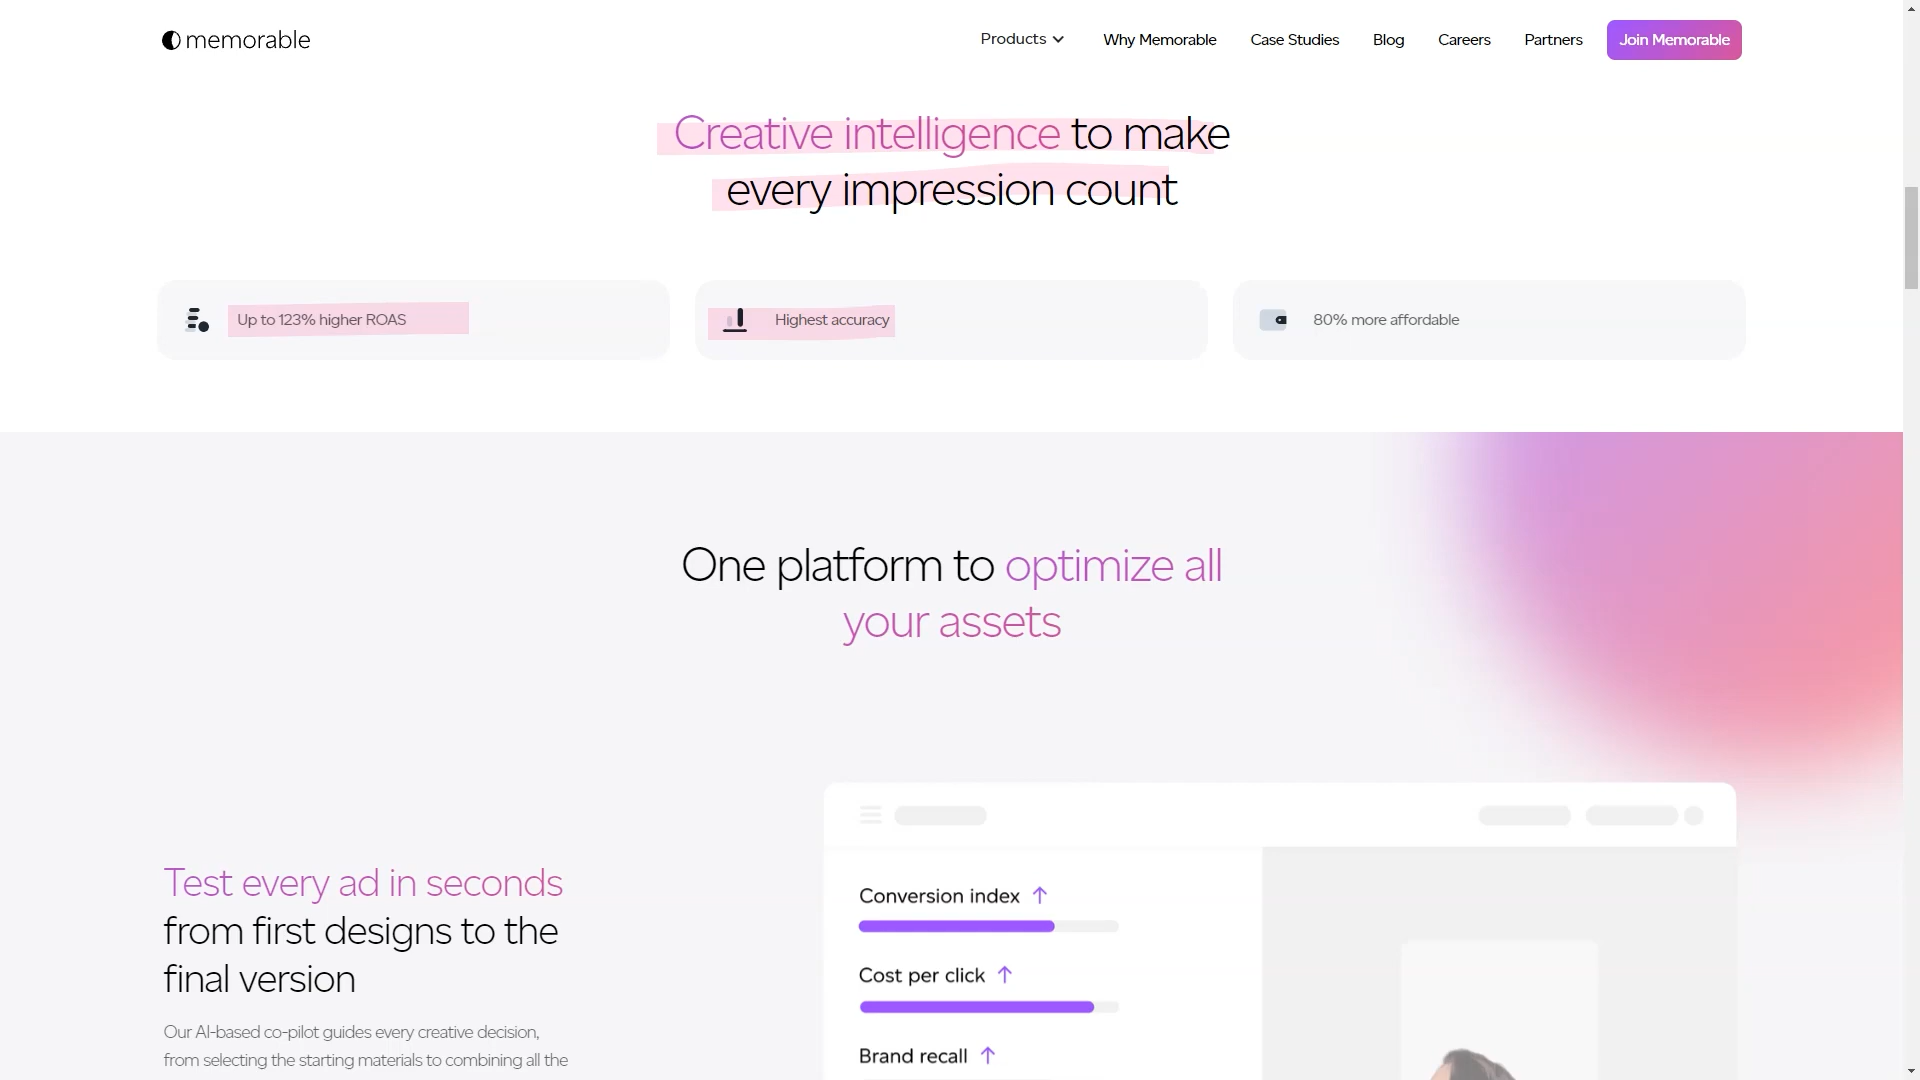 memorable
Products
Why Memorable
Case Studies
Blog
Careers
Partners
Join Memorable
Creative intelligence to make
every impression count
Up to 123% higher ROAS
Highest accuracy
80% more affordable
One platform to optimize all
your assets
Test every ad in seconds
from first designs to the
final version
Our AI-based co-pilot guides every creative decision,
from selecting the starting materials to combining all the
Conversion index ↑
Cost per click ↑
Brand recall ↑